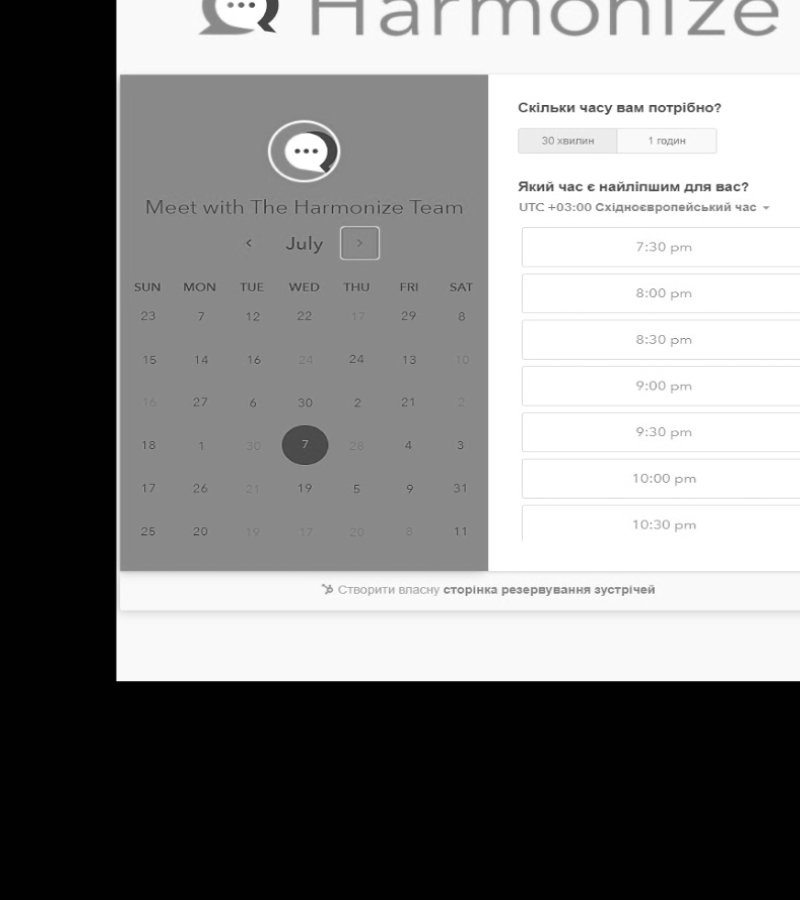 Harmonize
Meet with The Harmonize Team
July
SUN MON TUE WED THU FRI SAT
23 7 12 22 17 29 8
15 14 16 24 24 13 10
16 27 6 30 2 21 2
18 1 30 7 28 4 3
17 26 21 19 5 9 31
25 20 19 17 20 8 11
Скільки часу вам потрібно?
30 хвилин 1 годин
Який час є найліпшим для вас?
UTC +03:00 Східноєвропейський час
7:30 pm
8:00 pm
8:30 pm
9:00 pm
9:30 pm
10:00 pm
10:30 pm
Створити власну сторінка резервування зустрічей